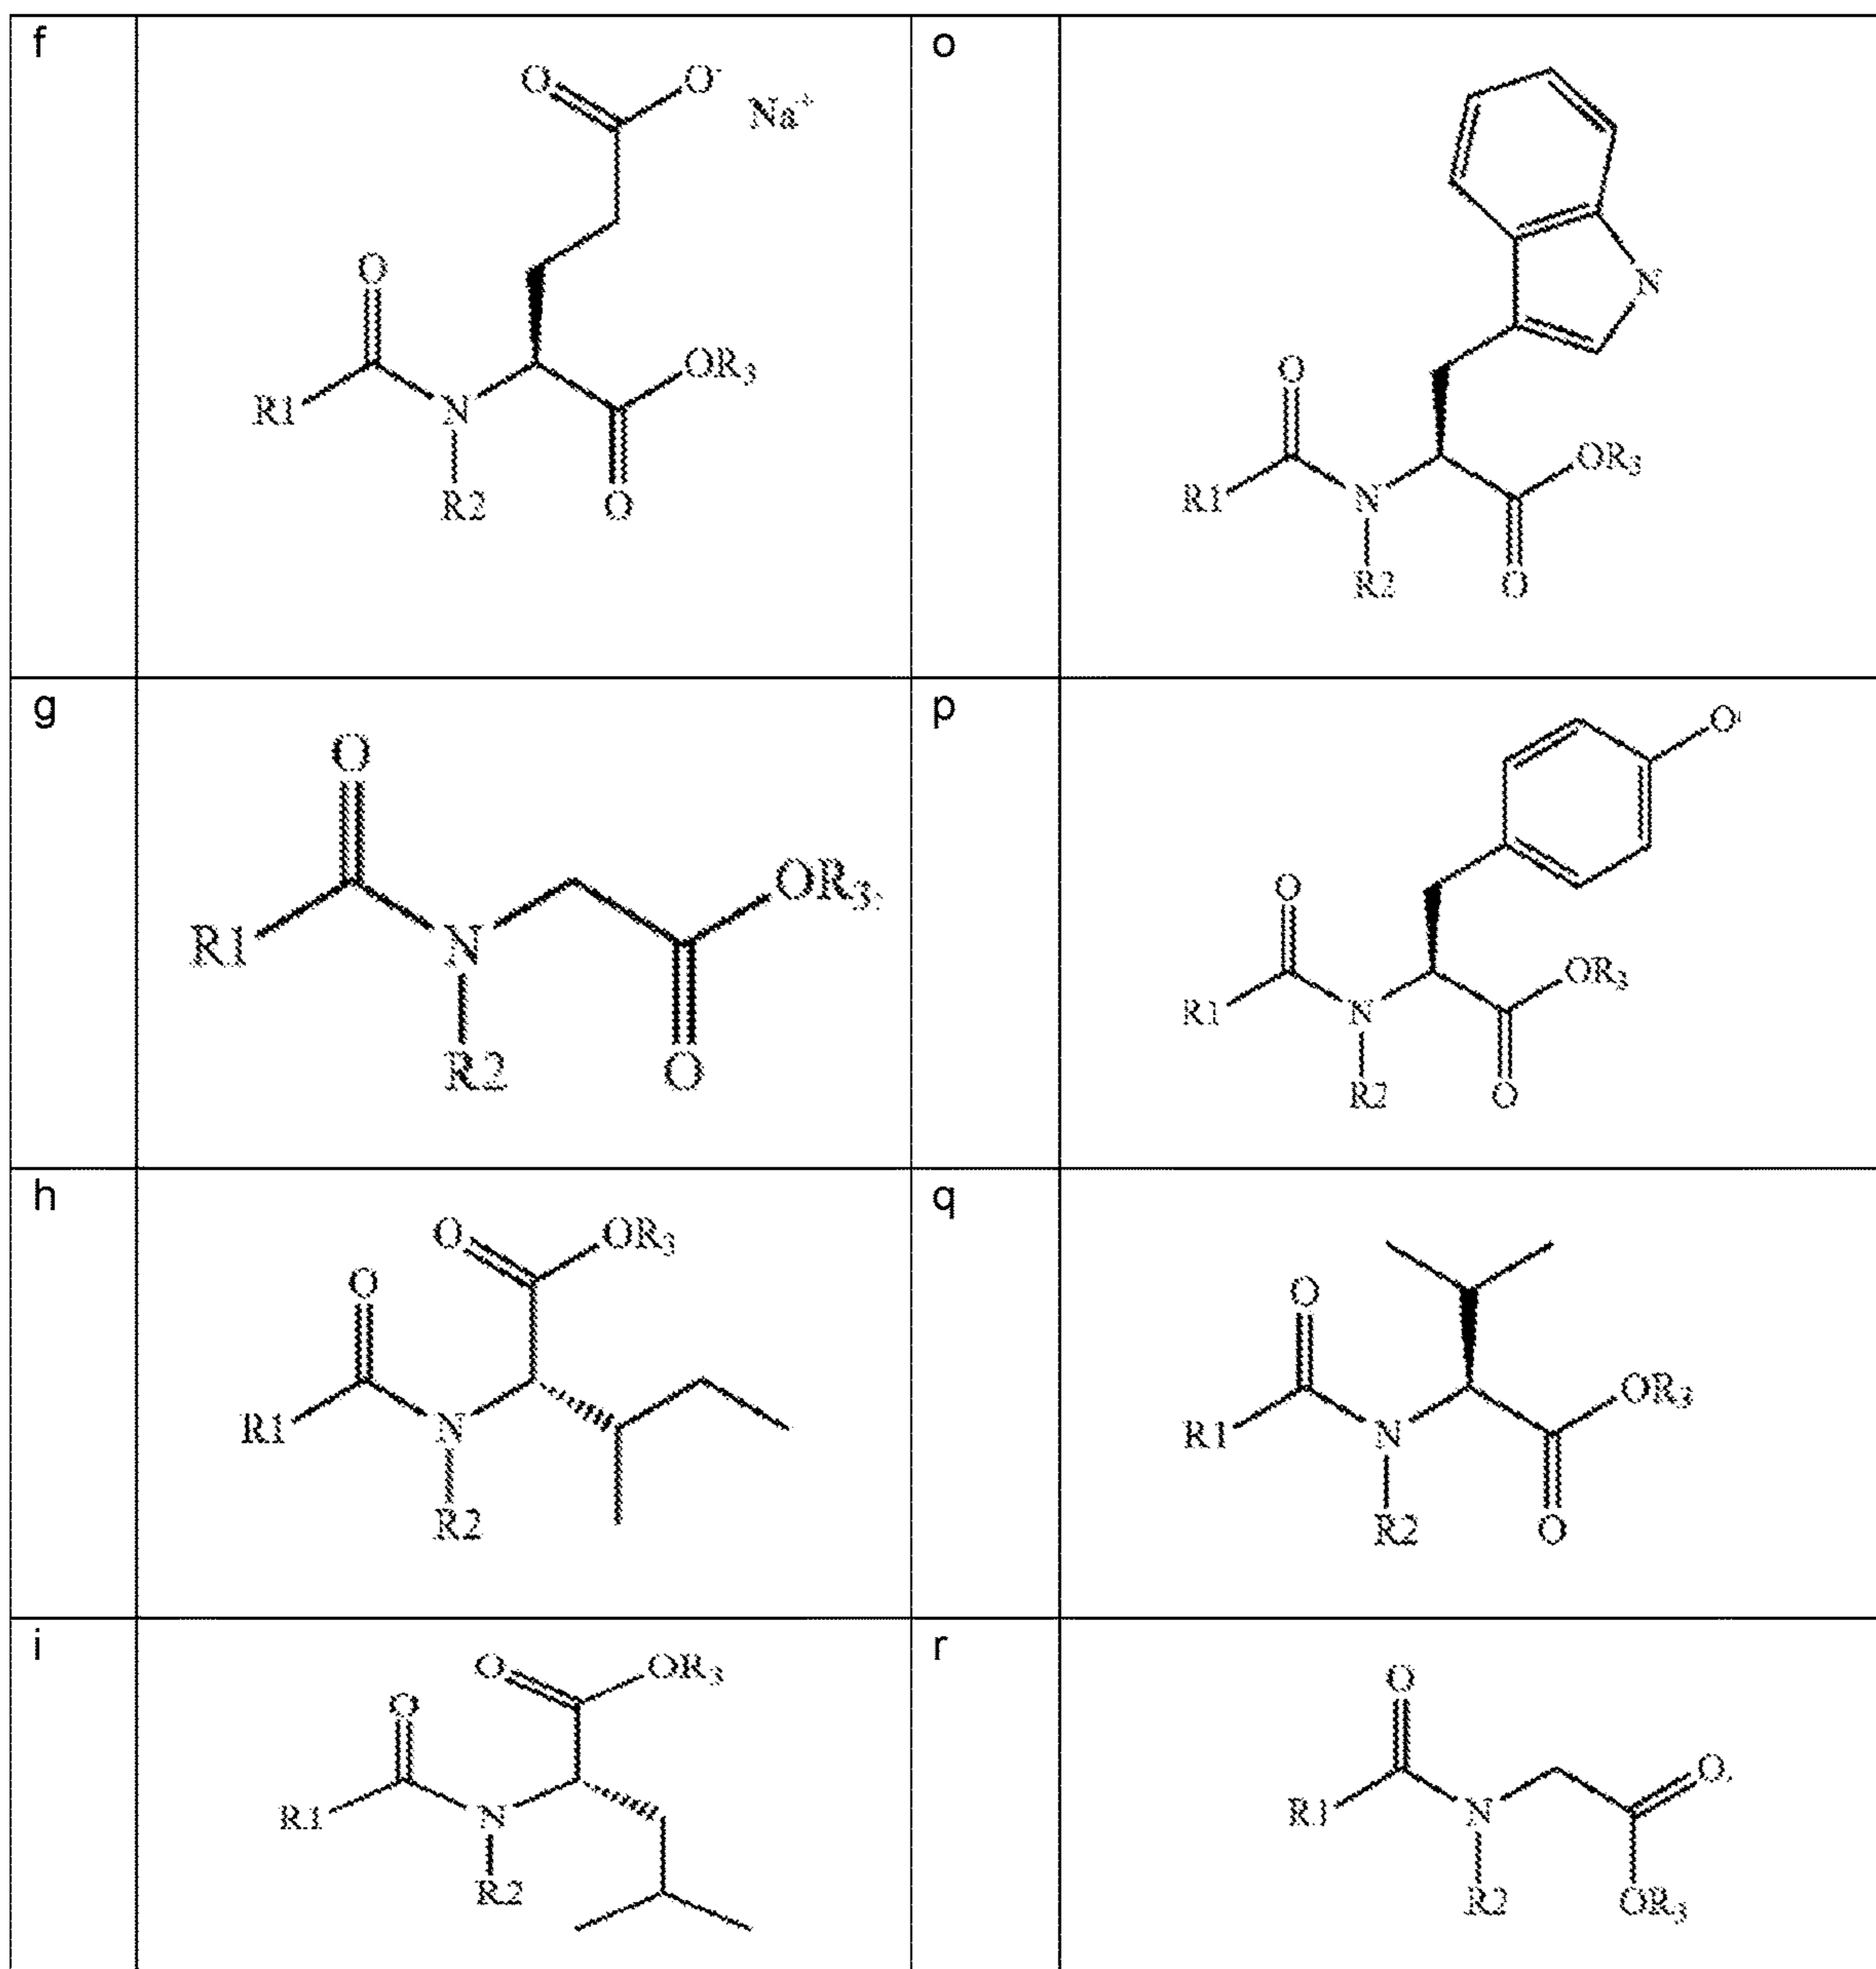 f
O O- Na+
O
OR3
R1 N
R2 O
o
N
O
OR3
R1 N
R2 O
g
O
OR3,
R1 N
R2 O
p
O
O
OR3
R1 N
R2 O
h
O OR3
O
R1 N
R2
q
O
OR3
R1 N
R2 O
i
O OR3
O
R1 N
R2
r
O
O,
R1 N
R2 OR3